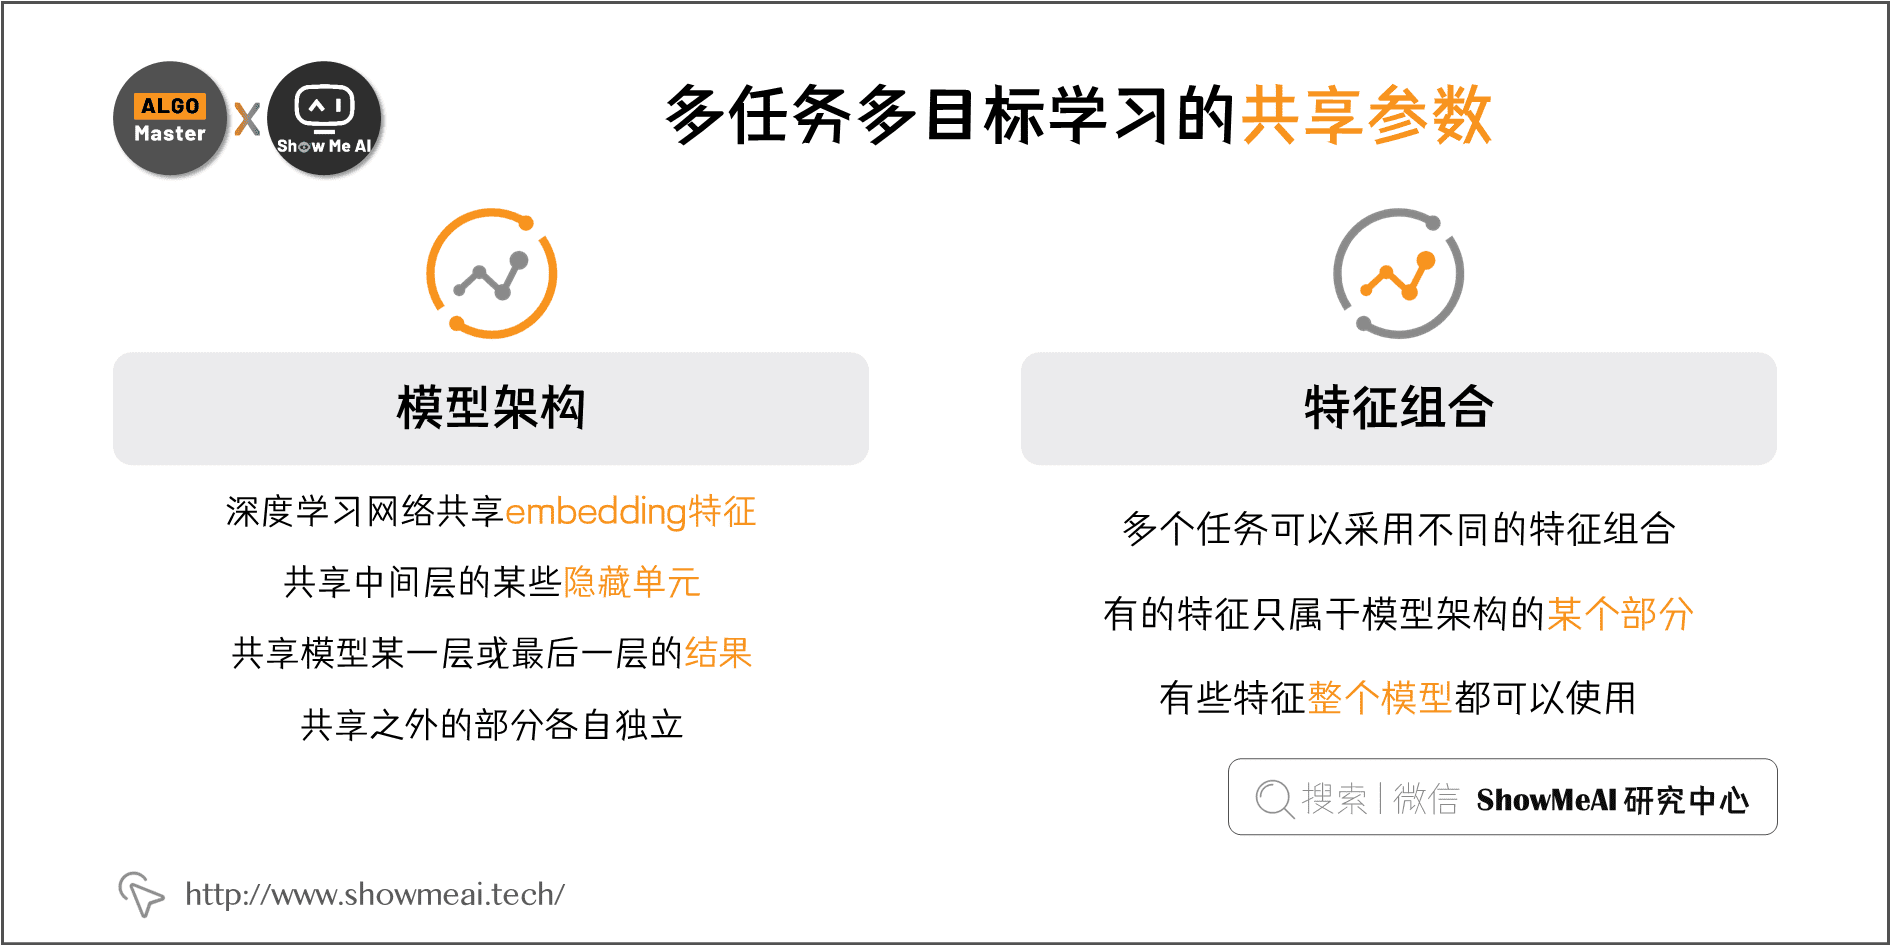 ALGO
Master
X
Show Me AI
多任务多目标学习的共享参数
模型架构
深度学习网络共享embedding特征
共享中间层的某些隐藏单元
共享模型某一层或最后一层的结果
共享之外的部分各自独立
特征组合
多个任务可以采用不同的特征组合
有的特征只属于模型架构的某个部分
有些特征整个模型都可以使用
搜索|微信 ShowMeAI 研究中心
http://www.showmeai.tech/